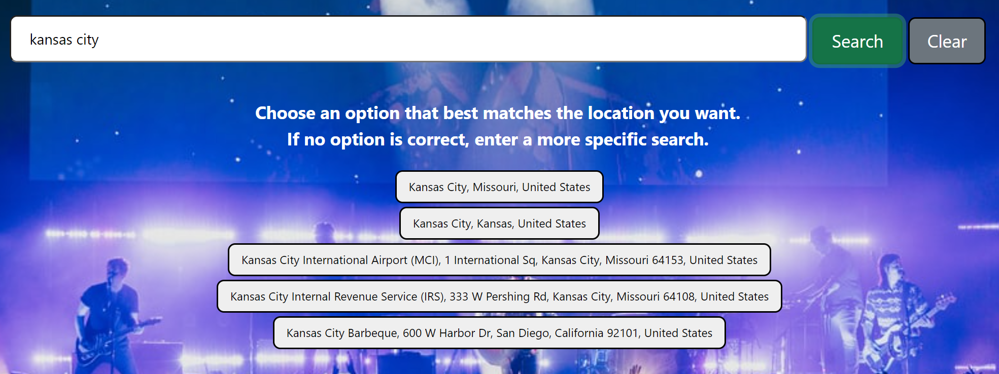 kansas city
Search
Clear
Choose an option that best matches the location you want.
If no option is correct, enter a more specific search.
Kansas City, Missouri, United States
Kansas City, Kansas, United States
Kansas City International Airport (MCI), 1 International Sq, Kansas City, Missouri 64153, United States
Kansas City Internal Revenue Service (IRS), 333 W Pershing Rd, Kansas City, Missouri 64108, United States
Kansas City Barbeque, 600 W Harbor Dr, San Diego, California 92101, United States